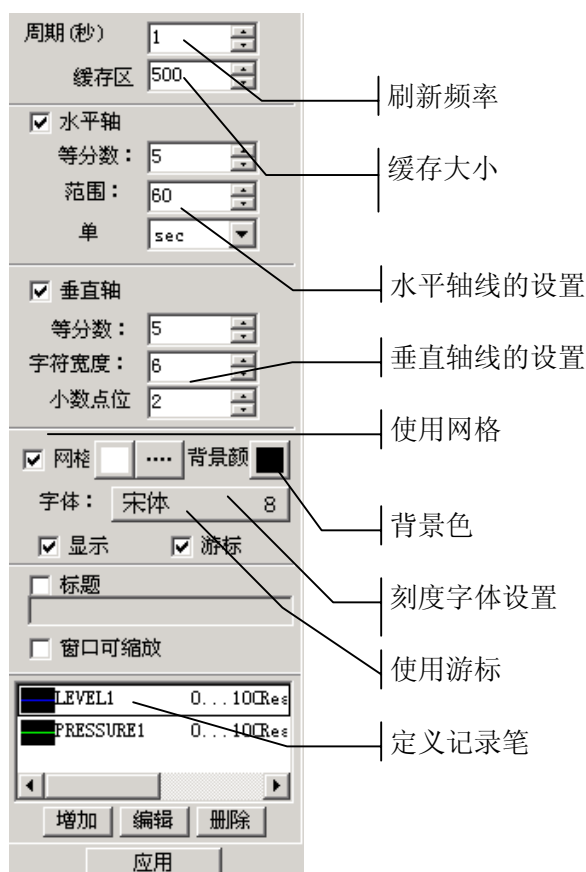 周期(秒) 1
缓存区 500
刷新频率
水平轴
等分数: 5
缓存大小
范围: 60
单 sec
垂直轴
水平轴线的设置
等分数: 5
字符宽度: 6
垂直轴线的设置
小数点位 2
使用网格
网格 .... 背景颜
字体: 宋体 8
背景色
显示 游标
标题
刻度字体设置
窗口可缩放
使用游标
LEVEL1 0...100Res
PRESSURE1 0...100Res
定义记录笔
增加 编辑 删除
应用